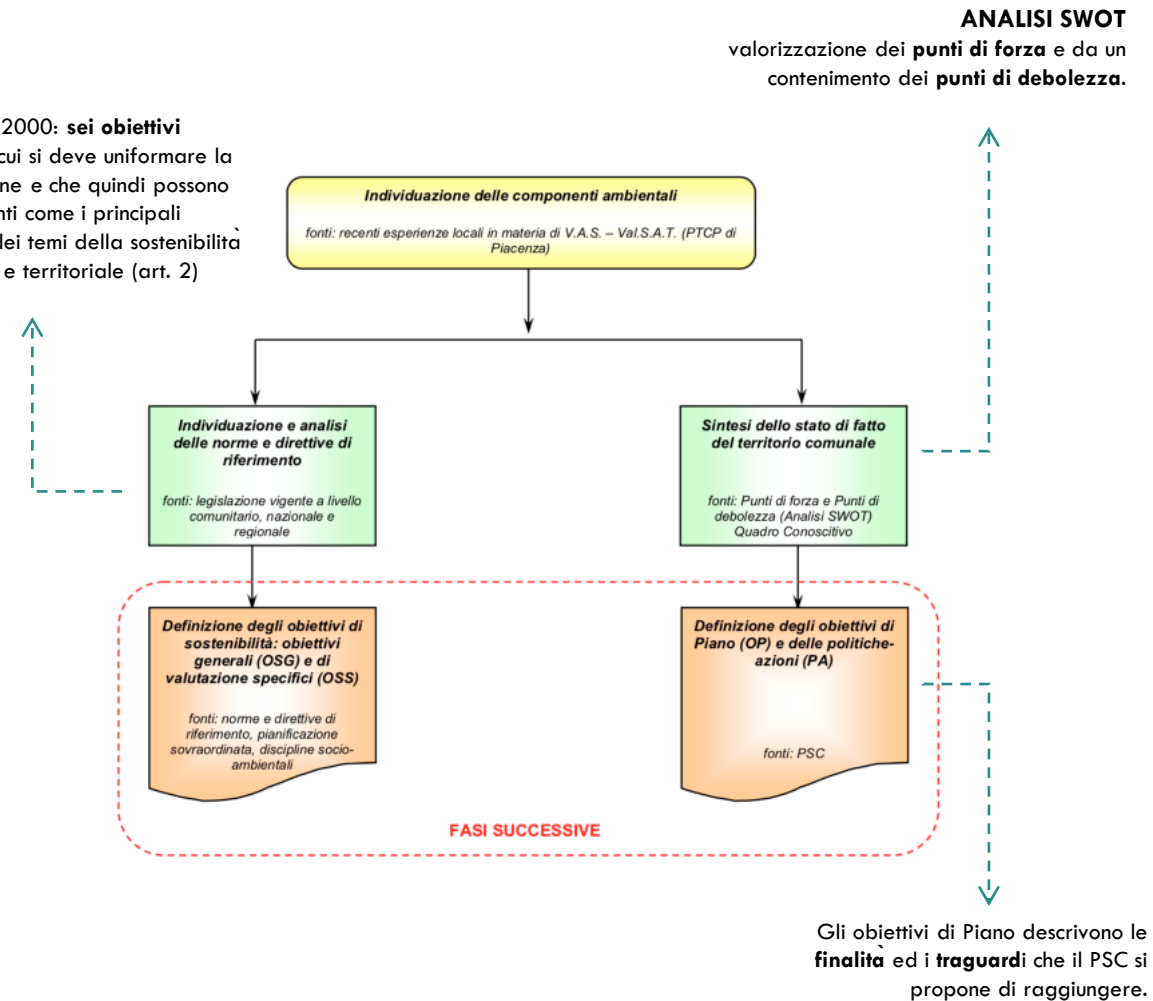 ANALISI SWOT
valorizzazione dei punti di forza e da un
contenimento dei punti di debolezza.
2000: sei obiettivi
cui si deve uniformare la
ne e che quindi possono
nti come i principali
dei temi della sostenibilità
e territoriale (art. 2)
Individuazione delle componenti ambientali
fonti: recenti esperienze locali in materia di V.A.S. – Val.S.A.T. (PTCP di
Piacenza)
Individuazione e analisi
delle norme e direttive di
riferimento
fonti: legislazione vigente a livello
comunitario, nazionale e
regionale
Sintesi dello stato di fatto
del territorio comunale
fonti: Punti di forza e Punti di
debolezza (Analisi SWOT)
Quadro Conoscitivo
Definizione degli obiettivi di
sostenibilità: obiettivi
generali (OSG) e di
valutazione specifici (OSS)
fonti: norme e direttive di
riferimento, pianificazione
sovraordinata, discipline socio-
ambientali
Definizione degli obiettivi di
Piano (OP) e delle politiche-
azioni (PA)
fonti: PSC
FASI SUCCESSIVE
Gli obiettivi di Piano descrivono le
finalità ed i traguardi che il PSC si
propone di raggiungere.